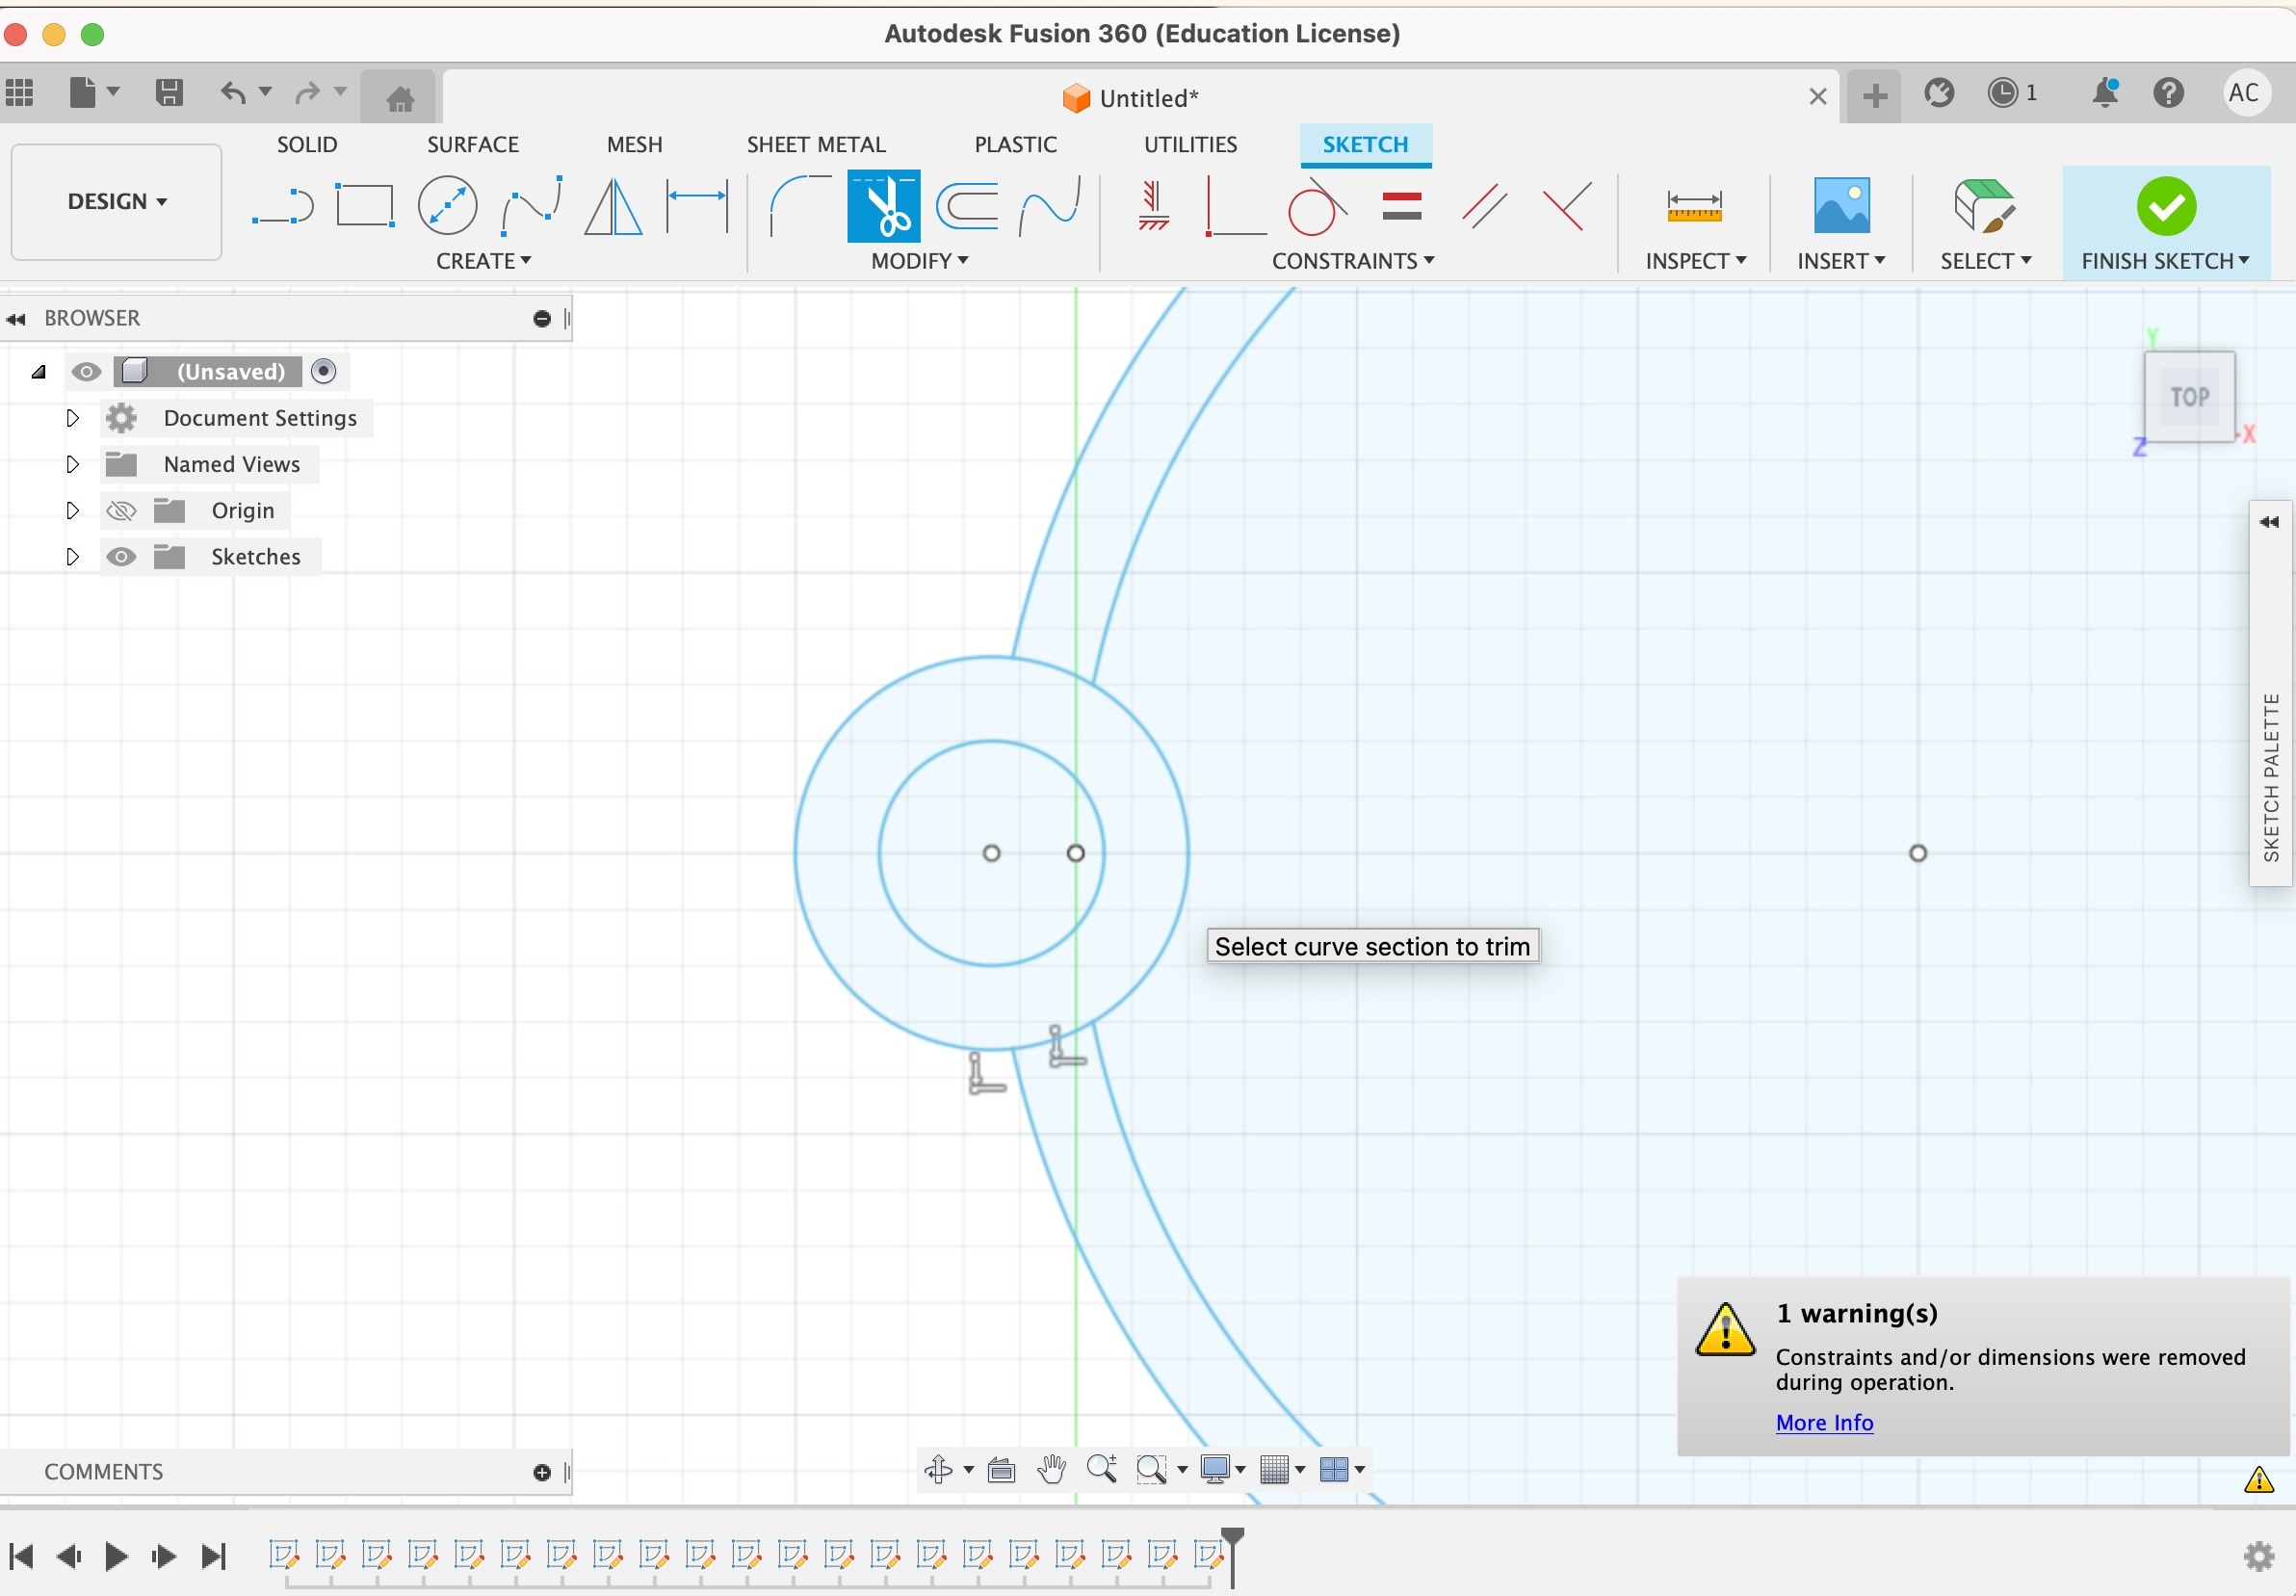 Autodesk Fusion 360 (Education License)
Untitled*
1
AC
SOLID
SURFACE
MESH
SHEET METAL
PLASTIC
UTILITIES
SKETCH
DESIGN
CREATE
MODIFY
CONSTRAINTS
INSPECT
INSERT
SELECT
FINISH SKETCH
BROWSER
(Unsaved)
Document Settings
Named Views
Origin
Sketches
Y
TOP
X
Z
SKETCH PALETTE
Select curve section to trim
1 warning(s)
Constraints and/or dimensions were removed
during operation.
More Info
COMMENTS